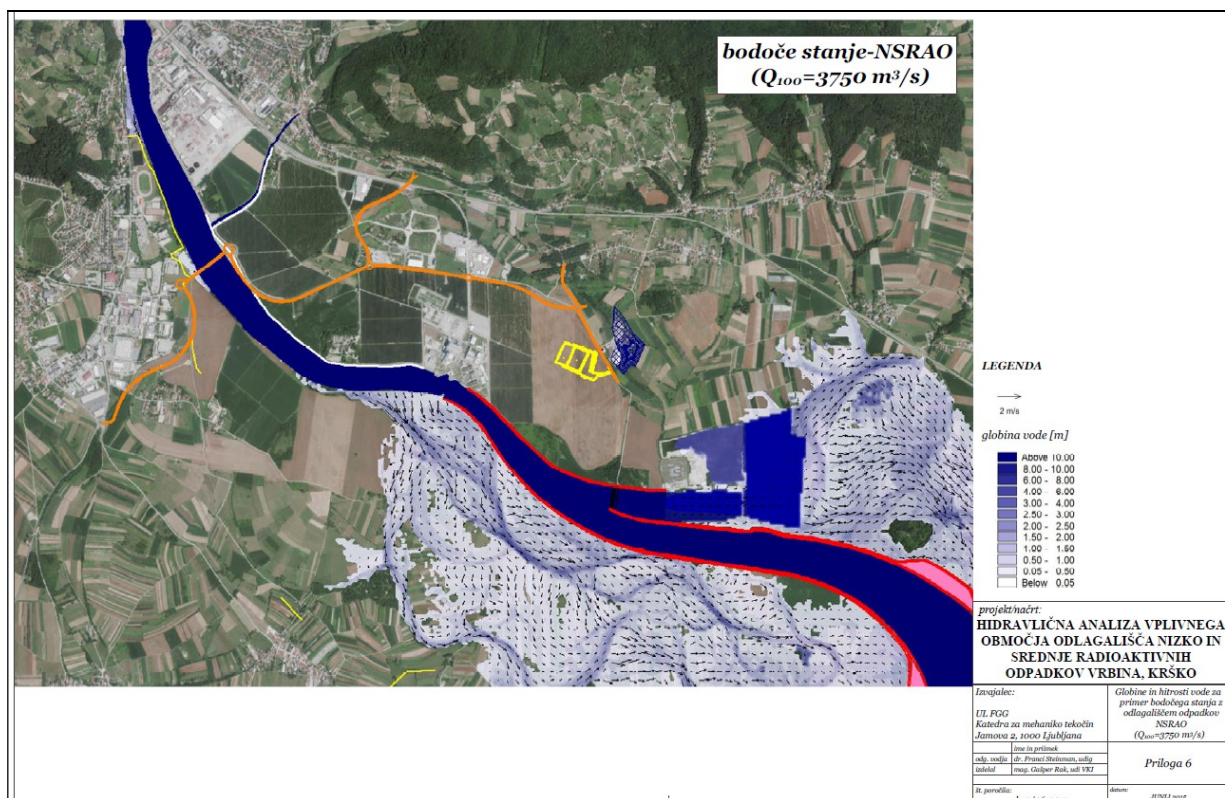 bodoče stanje-NSRAO
(Q₁₀₀=3750 m³/s)
LEGENDA
2 m/s
globina vode [m]
Above 10.00
8.00 - 10.00
6.00 - 8.00
4.00 - 6.00
3.00 - 4.00
2.50 - 3.00
2.00 - 2.50
1.50 - 2.00
1.00 - 1.50
0.50 - 1.00
0.05 - 0.50
Below 0.05
projekt/načrt:
HIDRAVLIČNA ANALIZA VPLIVNEGA
OBMOČJA ODLAGALIŠČA NIZKO IN
SREDNJE RADIOAKTIVNIH
ODPADKOV VRBINA, KRŠKO
Izvajalec:
UL FGG
Katedra za mehaniko tekočin
Jamova 2, 1000 Ljubljana
Globine in hitrosti vode za
primer bodočega stanja z
odlagališčem odpadkov
NSRAO
(Q₁₀₀=3750 m³/s)
ime in priimek
odg. vodja dr. Franci Steinman, udig
izdelal mag. Gašper Rak, udi VKI
Priloga 6
št. poročila:
datum: